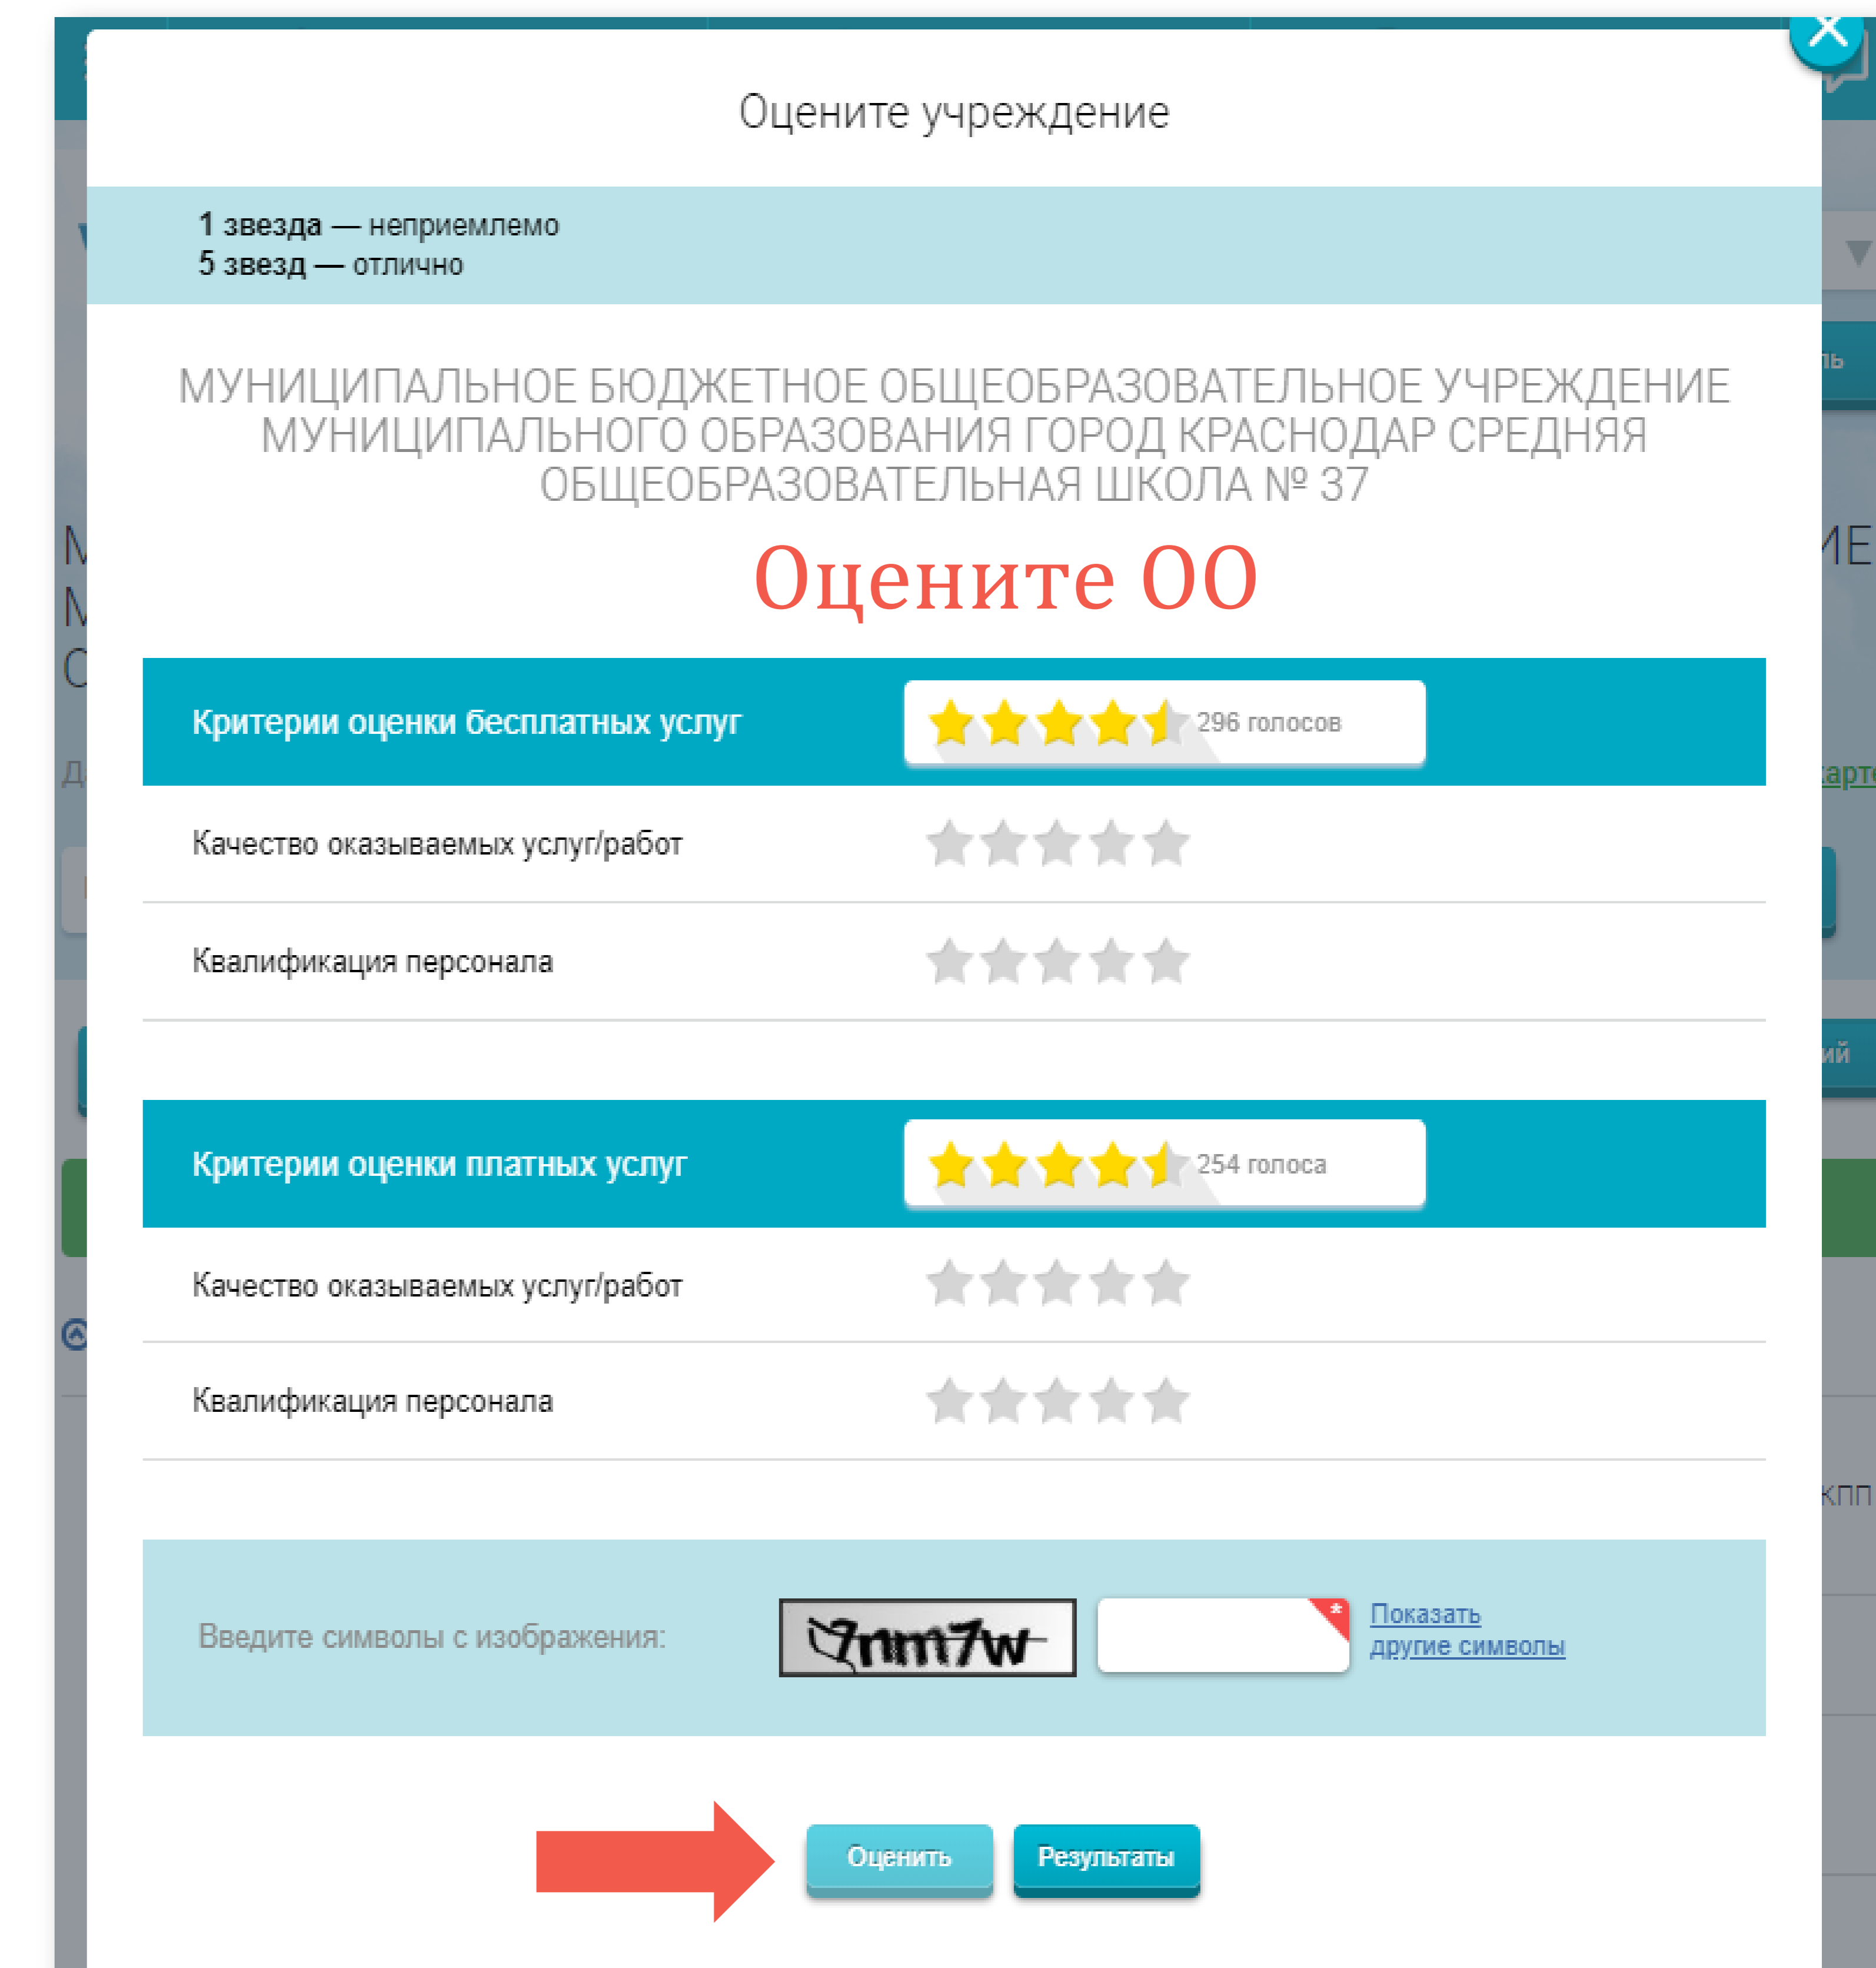 Оцените учреждение
1 звезда — неприемлемо
5 звезд — отлично
МУНИЦИПАЛЬНОЕ БЮДЖЕТНОЕ ОБЩЕОБРАЗОВАТЕЛЬНОЕ УЧРЕЖДЕНИЕ
МУНИЦИПАЛЬНОГО ОБРАЗОВАНИЯ ГОРОД КРАСНОДАР СРЕДНЯЯ
ОБЩЕОБРАЗОВАТЕЛЬНАЯ ШКОЛА № 37
Оцените ОО
Критерии оценки бесплатных услуг 296 голосов
Качество оказываемых услуг/работ
Квалификация персонала
Критерии оценки платных услуг 254 голоса
Качество оказываемых услуг/работ
Квалификация персонала
Введите символы с изображения:
*
Показать
другие символы
Оценить Результаты
КПП